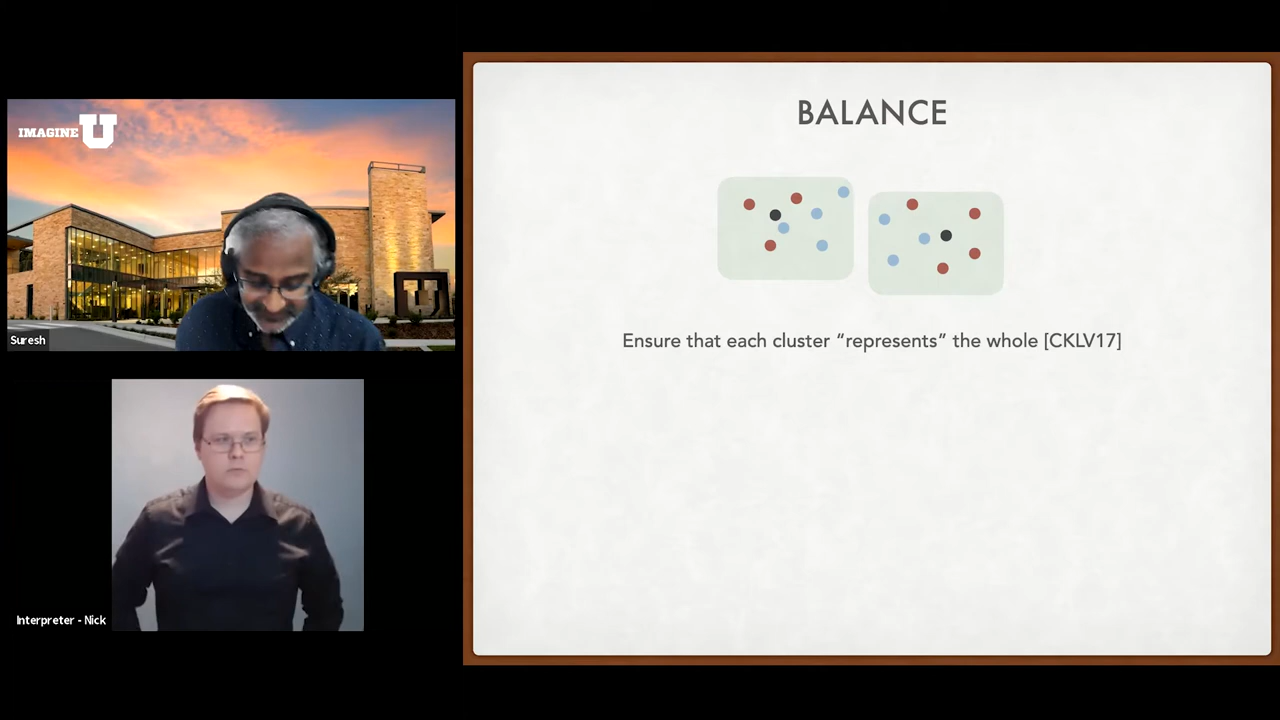 IMAGINE U
Suresh
Interpreter - Nick
BALANCE
Ensure that each cluster “represents” the whole [CKLV17]